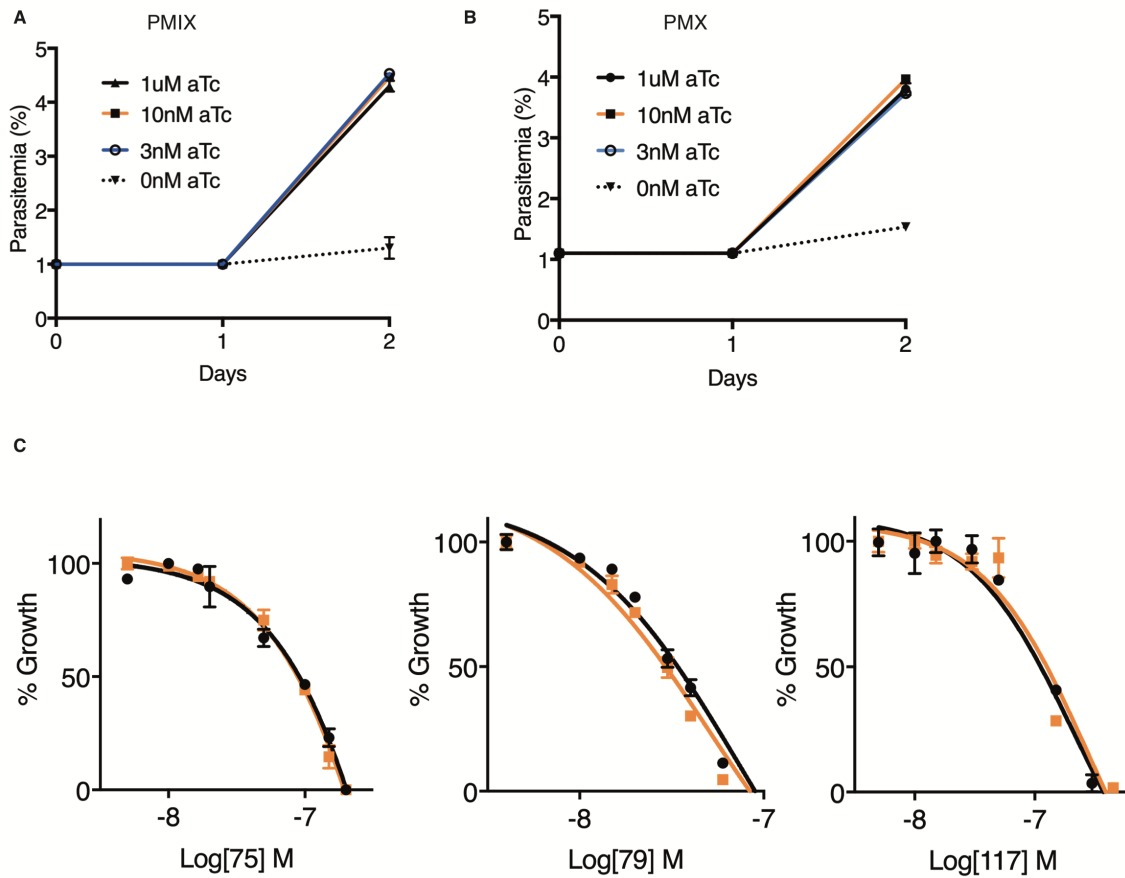 A
PMIX
Parasitemia (%)
5
4
3
2
1
0
1uM aTc
10nM aTc
3nM aTc
0nM aTc
0
1
2
Days
B
PMX
Parasitemia (%)
5
4
3
2
1
0
1uM aTc
10nM aTc
3nM aTc
0nM aTc
0
1
2
Days
C
% Growth
100
50
0
-8
-7
Log[75] M
% Growth
100
50
0
-8
-7
Log[79] M
% Growth
100
50
0
-8
-7
Log[117] M